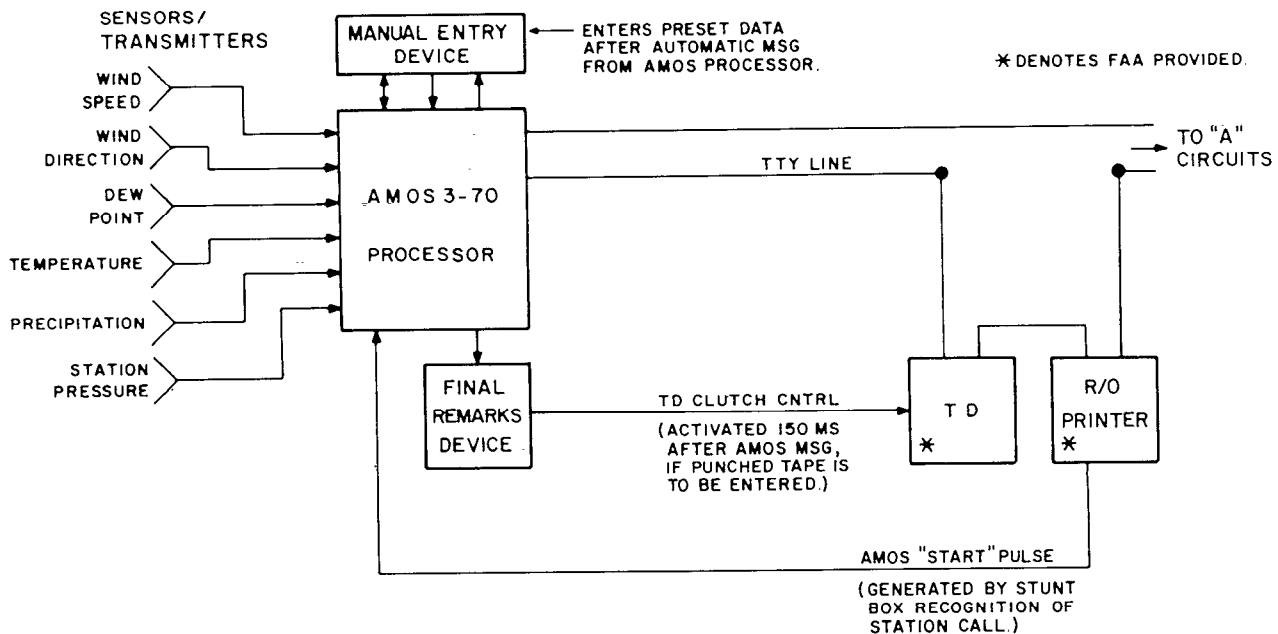 SENSORS/
TRANSMITTERS
WIND
SPEED
WIND
DIRECTION
DEW
POINT
TEMPERATURE
PRECIPITATION
STATION
PRESSURE
MANUAL ENTRY
DEVICE
ENTERS PRESET DATA
AFTER AUTOMATIC MSG
FROM AMOS PROCESSOR.
* DENOTES FAA PROVIDED.
AMOS 3-70
PROCESSOR
TTY LINE
TO "A"
CIRCUITS
FINAL
REMARKS
DEVICE
TD CLUTCH CNTRL
(ACTIVATED 150 MS
AFTER AMOS MSG,
IF PUNCHED TAPE IS
TO BE ENTERED.)
TD
*
R/O
PRINTER
*
AMOS "START" PULSE
(GENERATED BY STUNT
BOX RECOGNITION OF
STATION CALL.)